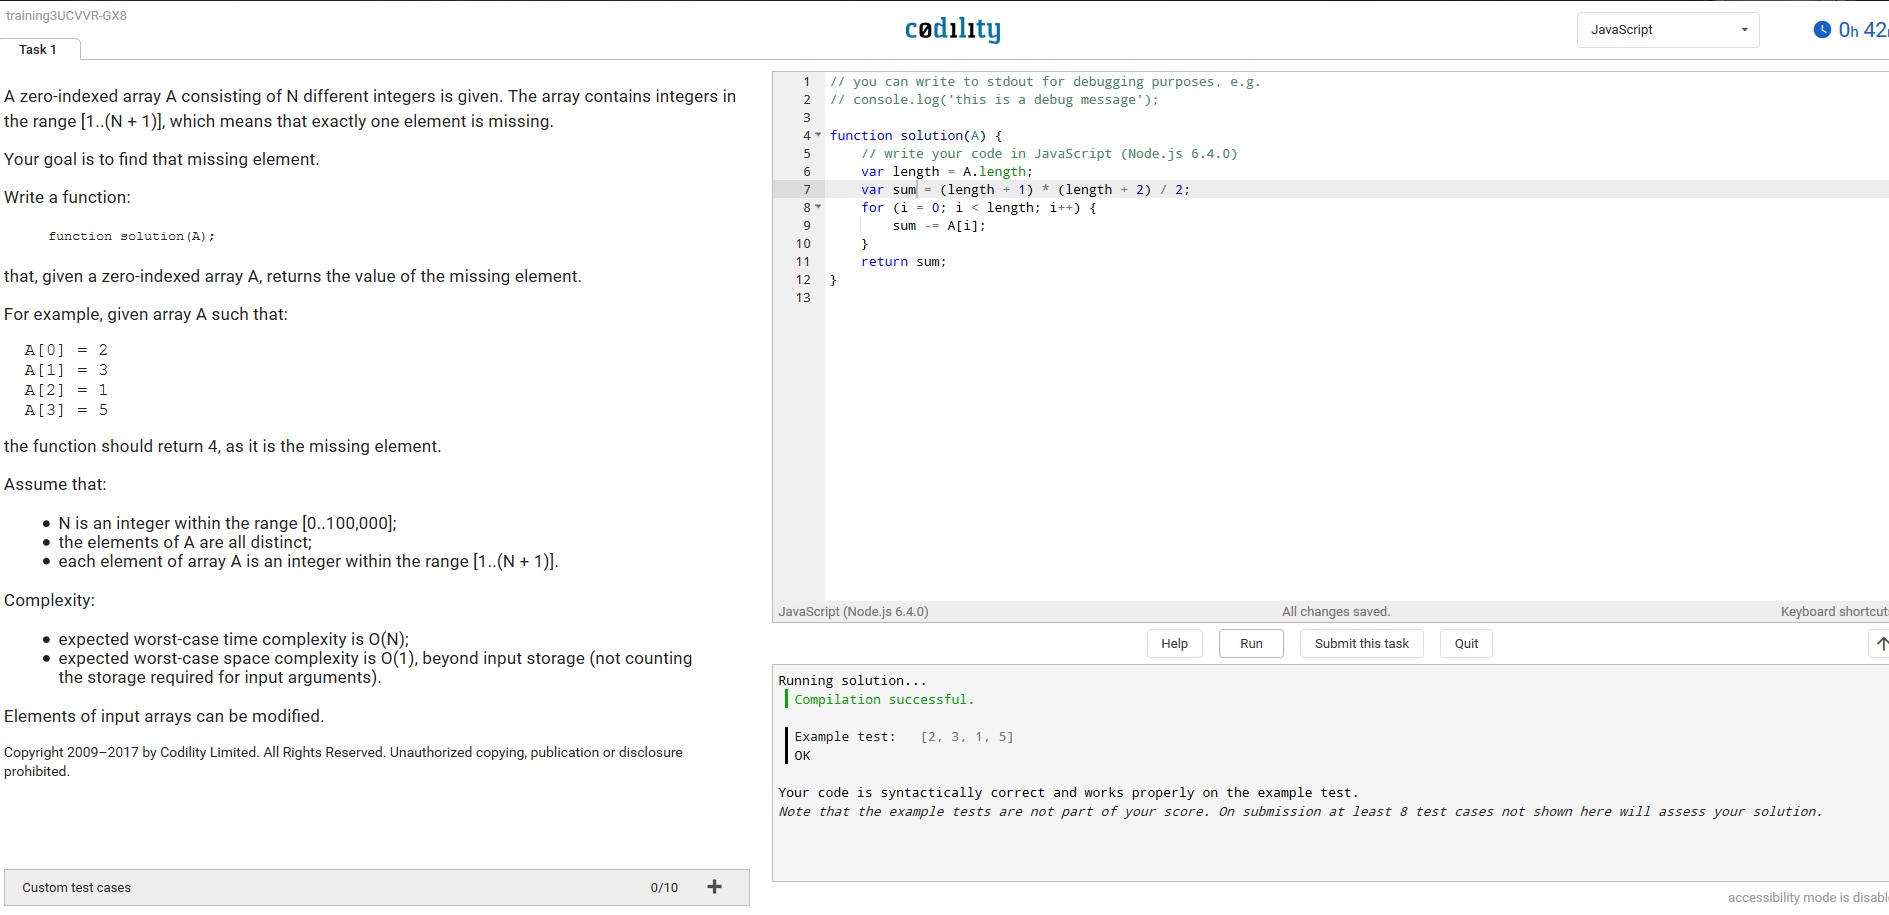 training3UCVVR-GX8
codility
JavaScript
0h 42
Task 1
A zero-indexed array A consisting of N different integers is given. The array contains integers in
the range [1..(N + 1)], which means that exactly one element is missing.
Your goal is to find that missing element.
Write a function:
function solution(A);
that, given a zero-indexed array A, returns the value of the missing element.
For example, given array A such that:
A[0] = 2
A[1] = 3
A[2] = 1
A[3] = 5
the function should return 4, as it is the missing element.
Assume that:
• N is an integer within the range [0..100,000];
• the elements of A are all distinct;
• each element of array A is an integer within the range [1..(N + 1)].
Complexity:
• expected worst-case time complexity is O(N);
• expected worst-case space complexity is O(1), beyond input storage (not counting
the storage required for input arguments).
Elements of input arrays can be modified.
Copyright 2009–2017 by Codility Limited. All Rights Reserved. Unauthorized copying, publication or disclosure
prohibited.
Custom test cases 0/10 +
1 // you can write to stdout for debugging purposes, e.g.
2 // console.log('this is a debug message');
3
4 function solution(A) {
5 // write your code in JavaScript (Node.js 6.4.0)
6 var length = A.length;
7 var sum = (length + 1) * (length + 2) / 2;
8 for (i = 0; i < length; i++) {
9 sum -= A[i];
10 }
11 return sum;
12 }
13
JavaScript (Node.js 6.4.0) All changes saved. Keyboard shortcut
Help Run Submit this task Quit
Running solution...
Compilation successful.
Example test: [2, 3, 1, 5]
OK
Your code is syntactically correct and works properly on the example test.
Note that the example tests are not part of your score. On submission at least 8 test cases not shown here will assess your solution.
accessibility mode is disabl